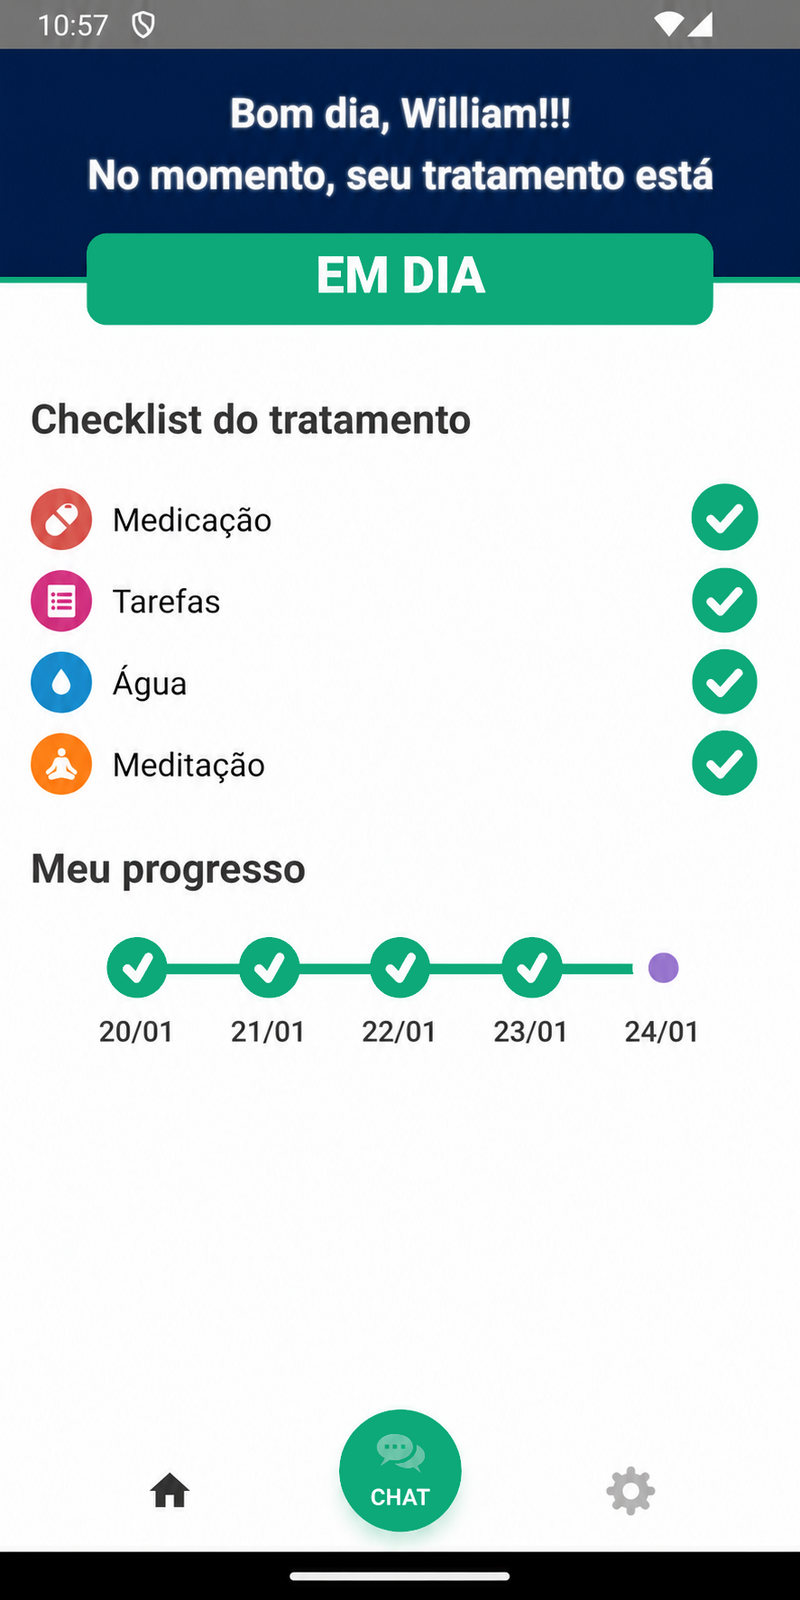 10:57
Bom dia, William!!!
No momento, seu tratamento está
EM DIA
Checklist do tratamento
Medicação
Tarefas
Água
Meditação
Meu progresso
20/01 21/01 22/01 23/01 24/01
CHAT